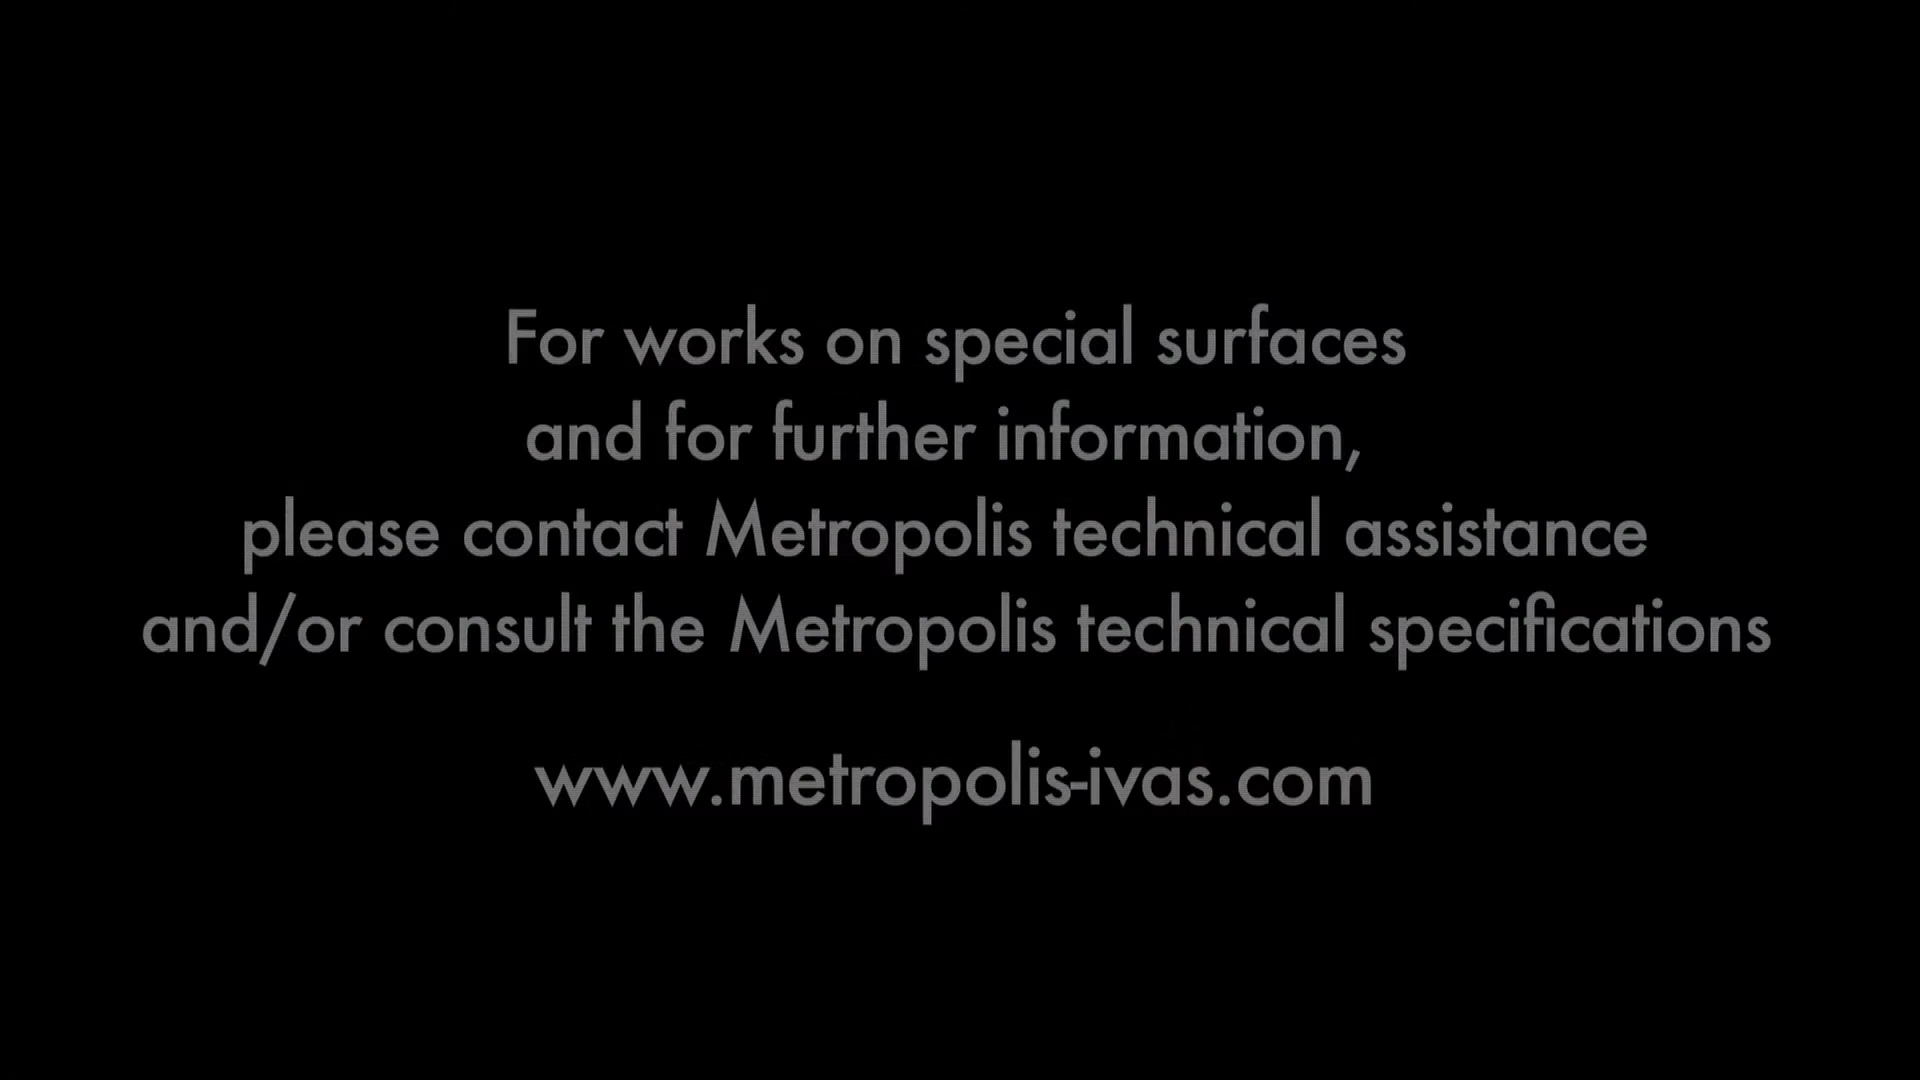 For works on special surfaces
and for further information,
please contact Metropolis technical assistance
and/or consult the Metropolis technical specifications
www.metropolis-ivas.com